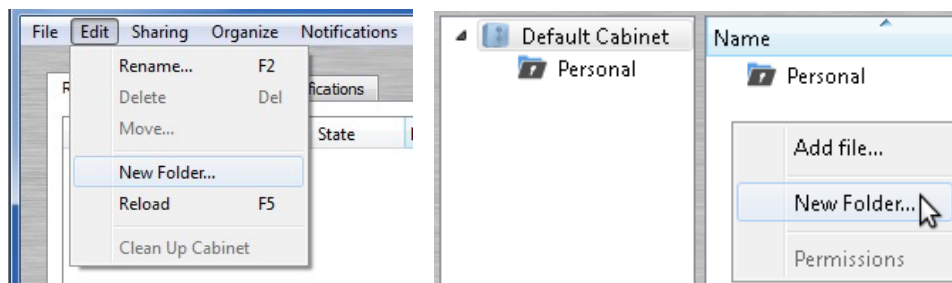 File Edit Sharing Organize Notifications
Rename... F2
Delete Del
Move...
New Folder...
Reload F5
Clean Up Cabinet
R
fications
State
Default Cabinet
Personal
Name
Personal
Add file...
New Folder...
Permissions